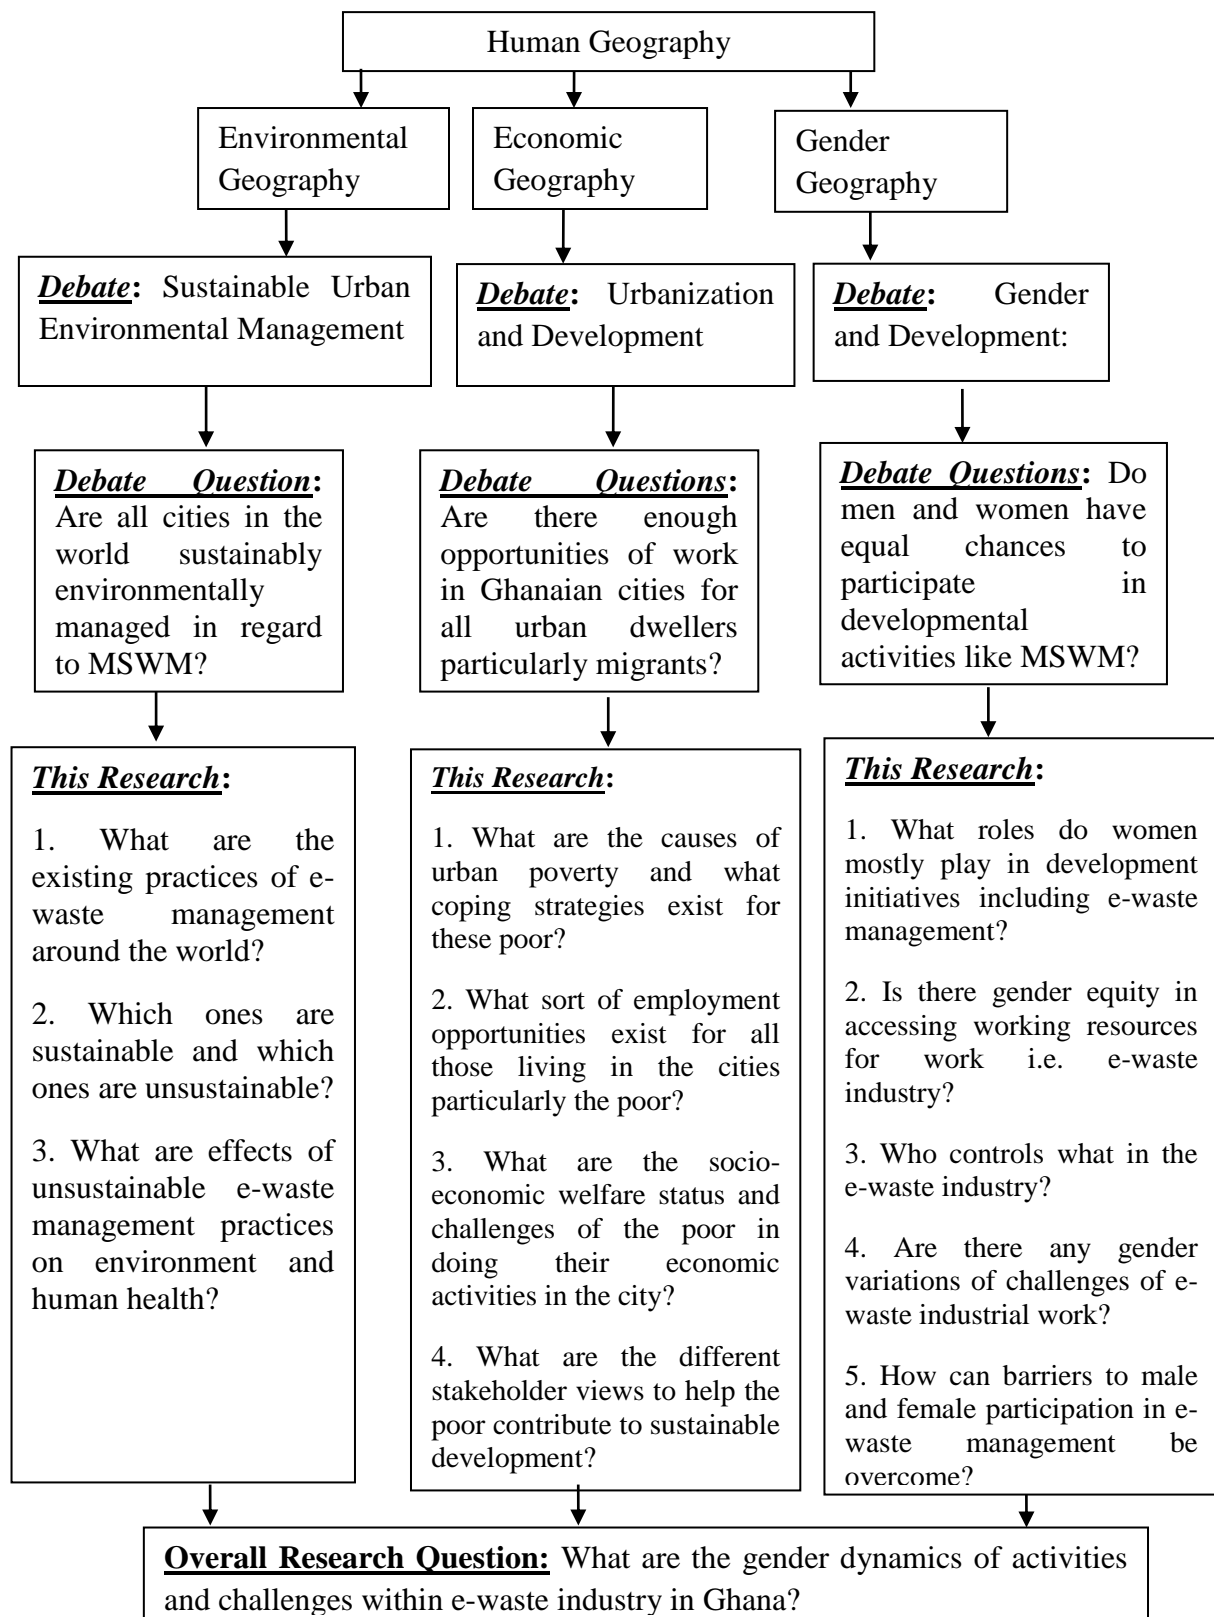 Human Geography
Environmental
Geography
Economic
Geography
Gender
Geography
Debate: Sustainable Urban
Environmental Management
Debate: Urbanization
and Development
Debate: Gender
and Development:
Debate Question:
Are all cities in the
world sustainably
environmentally
managed in regard
to MSWM?
Debate Questions:
Are there enough
opportunities of work
in Ghanaian cities for
all urban dwellers
particularly migrants?
Debate Questions: Do
men and women have
equal chances to
participate in
developmental
activities like MSWM?
This Research:
1. What are the
existing practices of e-
waste management
around the world?
2. Which ones are
sustainable and which
ones are unsustainable?
3. What are effects of
unsustainable e-waste
management practices
on environment and
human health?
This Research:
1. What are the causes of
urban poverty and what
coping strategies exist for
these poor?
2. What sort of employment
opportunities exist for all
those living in the cities
particularly the poor?
3. What are the socio-
economic welfare status and
challenges of the poor in
doing their economic
activities in the city?
4. What are the different
stakeholder views to help the
poor contribute to sustainable
development?
This Research:
1. What roles do women
mostly play in development
initiatives including e-waste
management?
2. Is there gender equity in
accessing working resources
for work i.e. e-waste
industry?
3. Who controls what in the
e-waste industry?
4. Are there any gender
variations of challenges of e-
waste industrial work?
5. How can barriers to male
and female participation in e-
waste management be
overcome?
Overall Research Question: What are the gender dynamics of activities
and challenges within e-waste industry in Ghana?